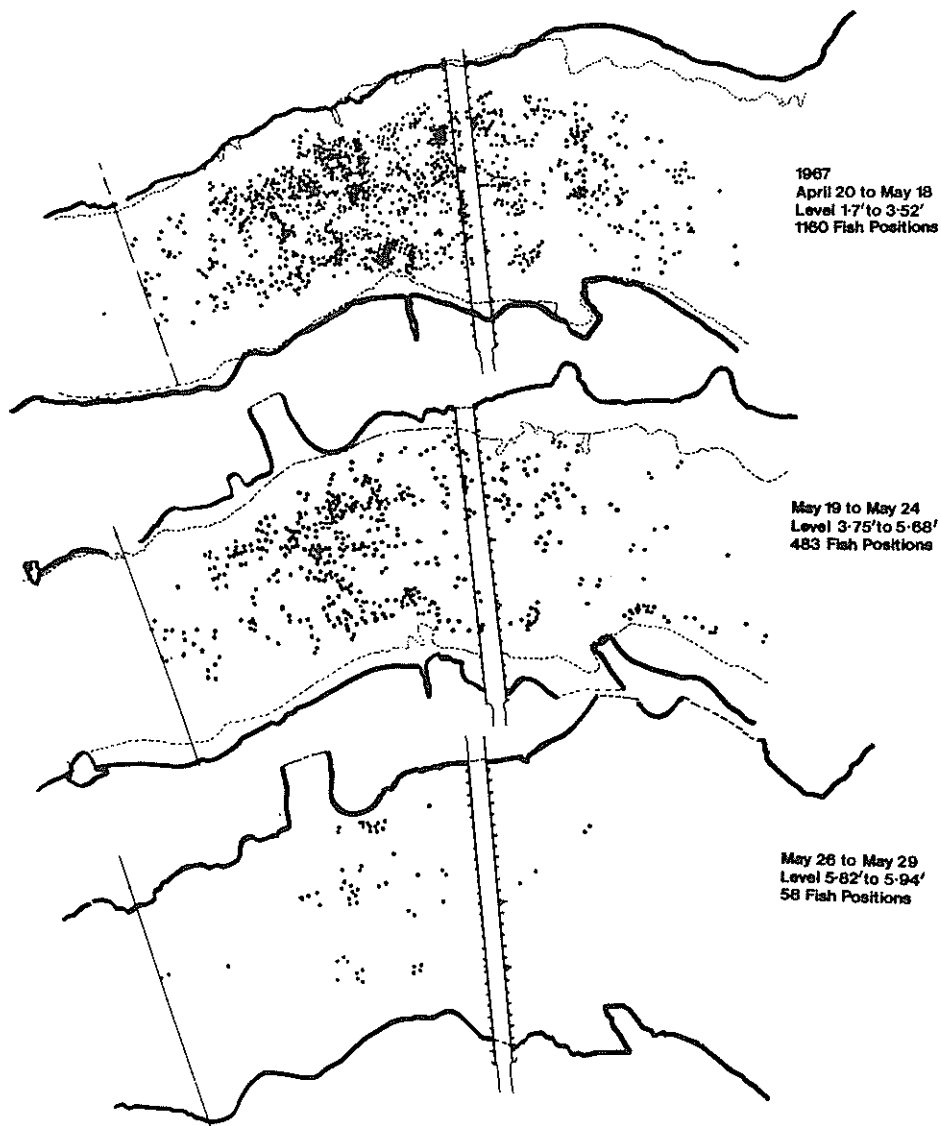 1967
April 20 to May 18
Level 1·7' to 3·52'
1160 Fish Positions
May 19 to May 24
Level 3·75' to 5·68'
483 Fish Positions
May 26 to May 29
Level 5·82' to 5·94'
58 Fish Positions